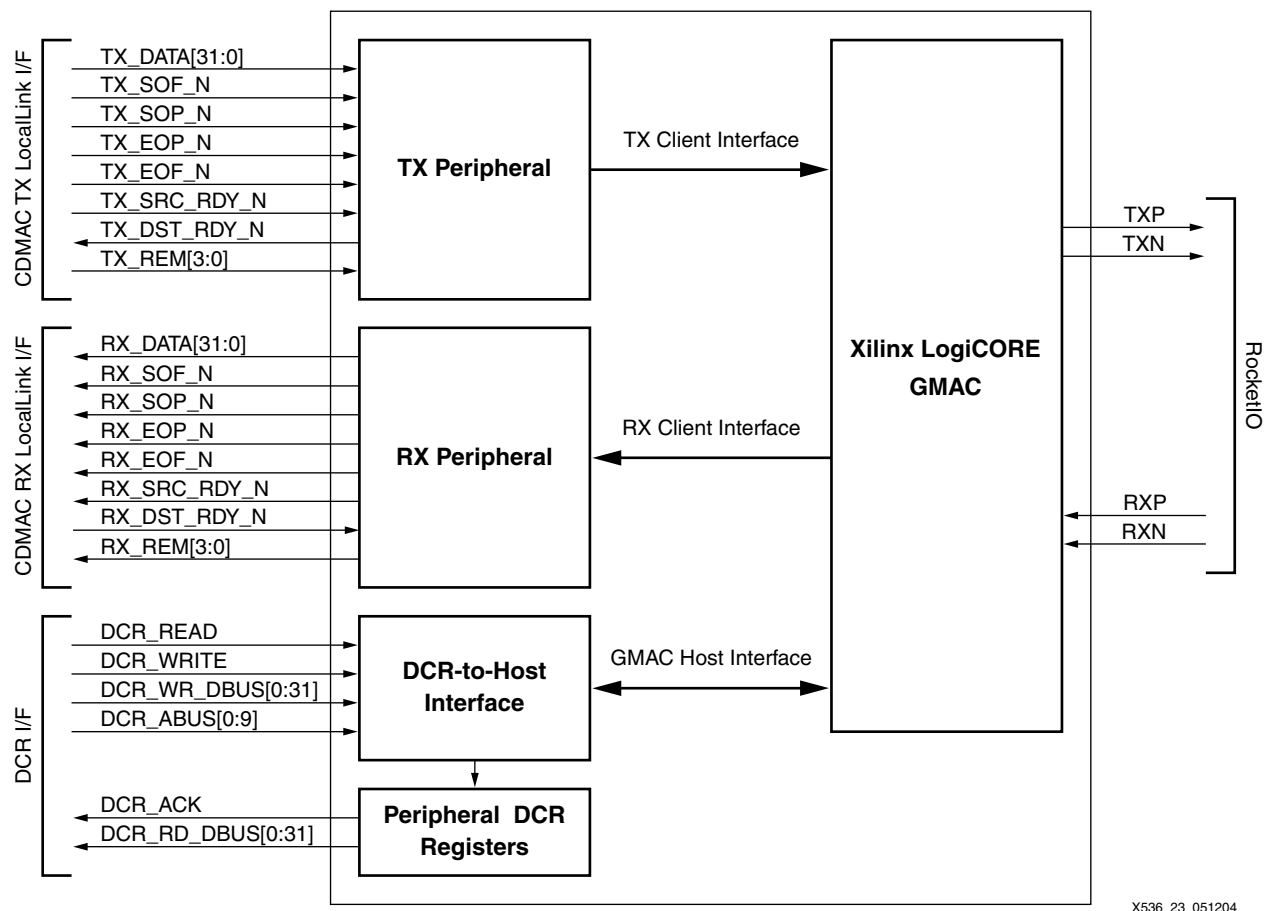 CDMAC TX LocalLink I/F
TX_DATA[31:0]
TX_SOF_N
TX_SOP_N
TX_EOP_N
TX_EOF_N
TX_SRC_RDY_N
TX_DST_RDY_N
TX_REM[3:0]
TX Peripheral
TX Client Interface
CDMAC RX LocalLink I/F
RX_DATA[31:0]
RX_SOF_N
RX_SOP_N
RX_EOP_N
RX_EOF_N
RX_SRC_RDY_N
RX_DST_RDY_N
RX_REM[3:0]
RX Peripheral
RX Client Interface
DCR I/F
DCR_READ
DCR_WRITE
DCR_WR_DBUS[0:31]
DCR_ABUS[0:9]
DCR_ACK
DCR_RD_DBUS[0:31]
DCR-to-Host
Interface
GMAC Host Interface
Peripheral DCR
Registers
Xilinx LogiCORE
GMAC
TXP
TXN
RXP
RXN
RocketIO
X536_23_051204